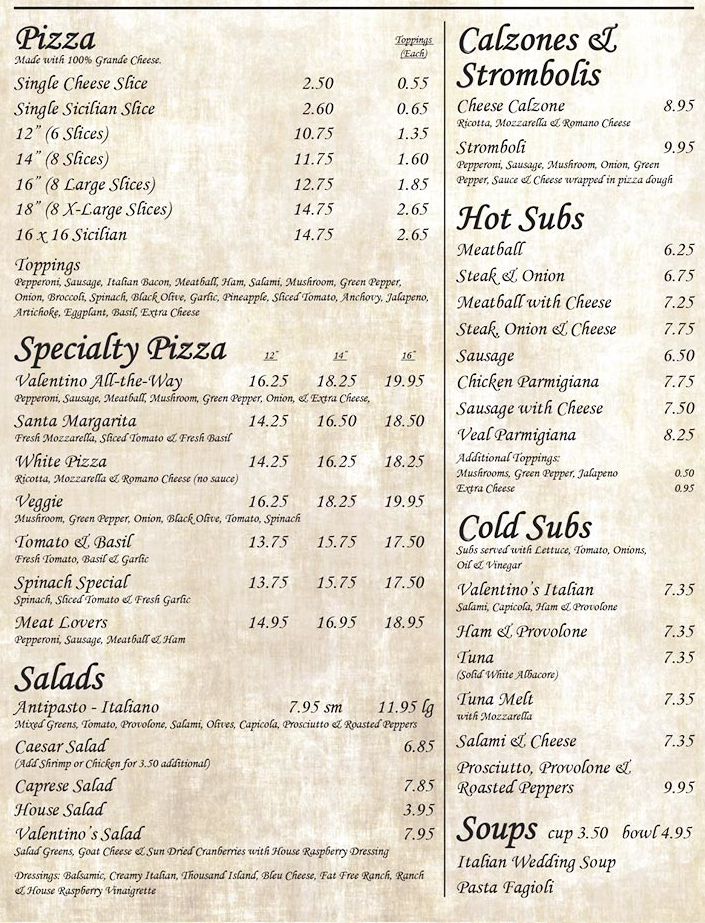 Pizza
Made with 100% Grande Cheese.
Toppings
(Each)
Single Cheese Slice 2.50 0.55
Single Sicilian Slice 2.60 0.65
12" (6 Slices) 10.75 1.35
14" (8 Slices) 11.75 1.60
16" (8 Large Slices) 12.75 1.85
18" (8 X-Large Slices) 14.75 2.65
16 x 16 Sicilian 14.75 2.65
Toppings
Pepperoni, Sausage, Italian Bacon, Meatball, Ham, Salami, Mushroom, Green Pepper,
Onion, Broccoli, Spinach, Black Olive, Garlic, Pineapple, Sliced Tomato, Anchovy, Jalapeno,
Artichoke, Eggplant, Basil, Extra Cheese
Specialty Pizza 12" 14" 16"
Valentino All-the-Way 16.25 18.25 19.95
Pepperoni, Sausage, Meatball, Mushroom, Green Pepper, Onion, & Extra Cheese,
Santa Margarita 14.25 16.50 18.50
Fresh Mozzarella, Sliced Tomato & Fresh Basil
White Pizza 14.25 16.25 18.25
Ricotta, Mozzarella & Romano Cheese (no sauce)
Veggie 16.25 18.25 19.95
Mushroom, Green Pepper, Onion, Black Olive, Tomato, Spinach
Tomato & Basil 13.75 15.75 17.50
Fresh Tomato, Basil & Garlic
Spinach Special 13.75 15.75 17.50
Spinach, Sliced Tomato & Fresh Garlic
Meat Lovers 14.95 16.95 18.95
Pepperoni, Sausage, Meatball & Ham
Salads
Antipasto - Italiano 7.95 sm 11.95 lg
Mixed Greens, Tomato, Provolone, Salami, Olives, Capicola, Prosciutto & Roasted Peppers
Caesar Salad 6.85
(Add Shrimp or Chicken for 3.50 additional)
Caprese Salad 7.85
House Salad 3.95
Valentino's Salad 7.95
Salad Greens, Goat Cheese & Sun Dried Cranberries with House Raspberry Dressing
Dressings: Balsamic, Creamy Italian, Thousand Island, Bleu Cheese, Fat Free Ranch, Ranch
& House Raspberry Vinaigrette
Calzones &
Strombolis
Cheese Calzone 8.95
Ricotta, Mozzarella & Romano Cheese
Stromboli 9.95
Pepperoni, Sausage, Mushroom, Onion, Green
Pepper, Sauce & Cheese wrapped in pizza dough
Hot Subs
Meatball 6.25
Steak & Onion 6.75
Meatball with Cheese 7.25
Steak, Onion & Cheese 7.75
Sausage 6.50
Chicken Parmigiana 7.75
Sausage with Cheese 7.50
Veal Parmigiana 8.25
Additional Toppings:
Mushrooms, Green Pepper, Jalapeno 0.50
Extra Cheese 0.95
Cold Subs
Subs served with Lettuce, Tomato, Onions,
Oil & Vinegar
Valentino's Italian 7.35
Salami, Capicola, Ham & Provolone
Ham & Provolone 7.35
Tuna 7.35
(Solid White Albacore)
Tuna Melt 7.35
with Mozzarella
Salami & Cheese 7.35
Prosciutto, Provolone &
Roasted Peppers 9.95
Soups cup 3.50 bowl 4.95
Italian Wedding Soup
Pasta Fagioli